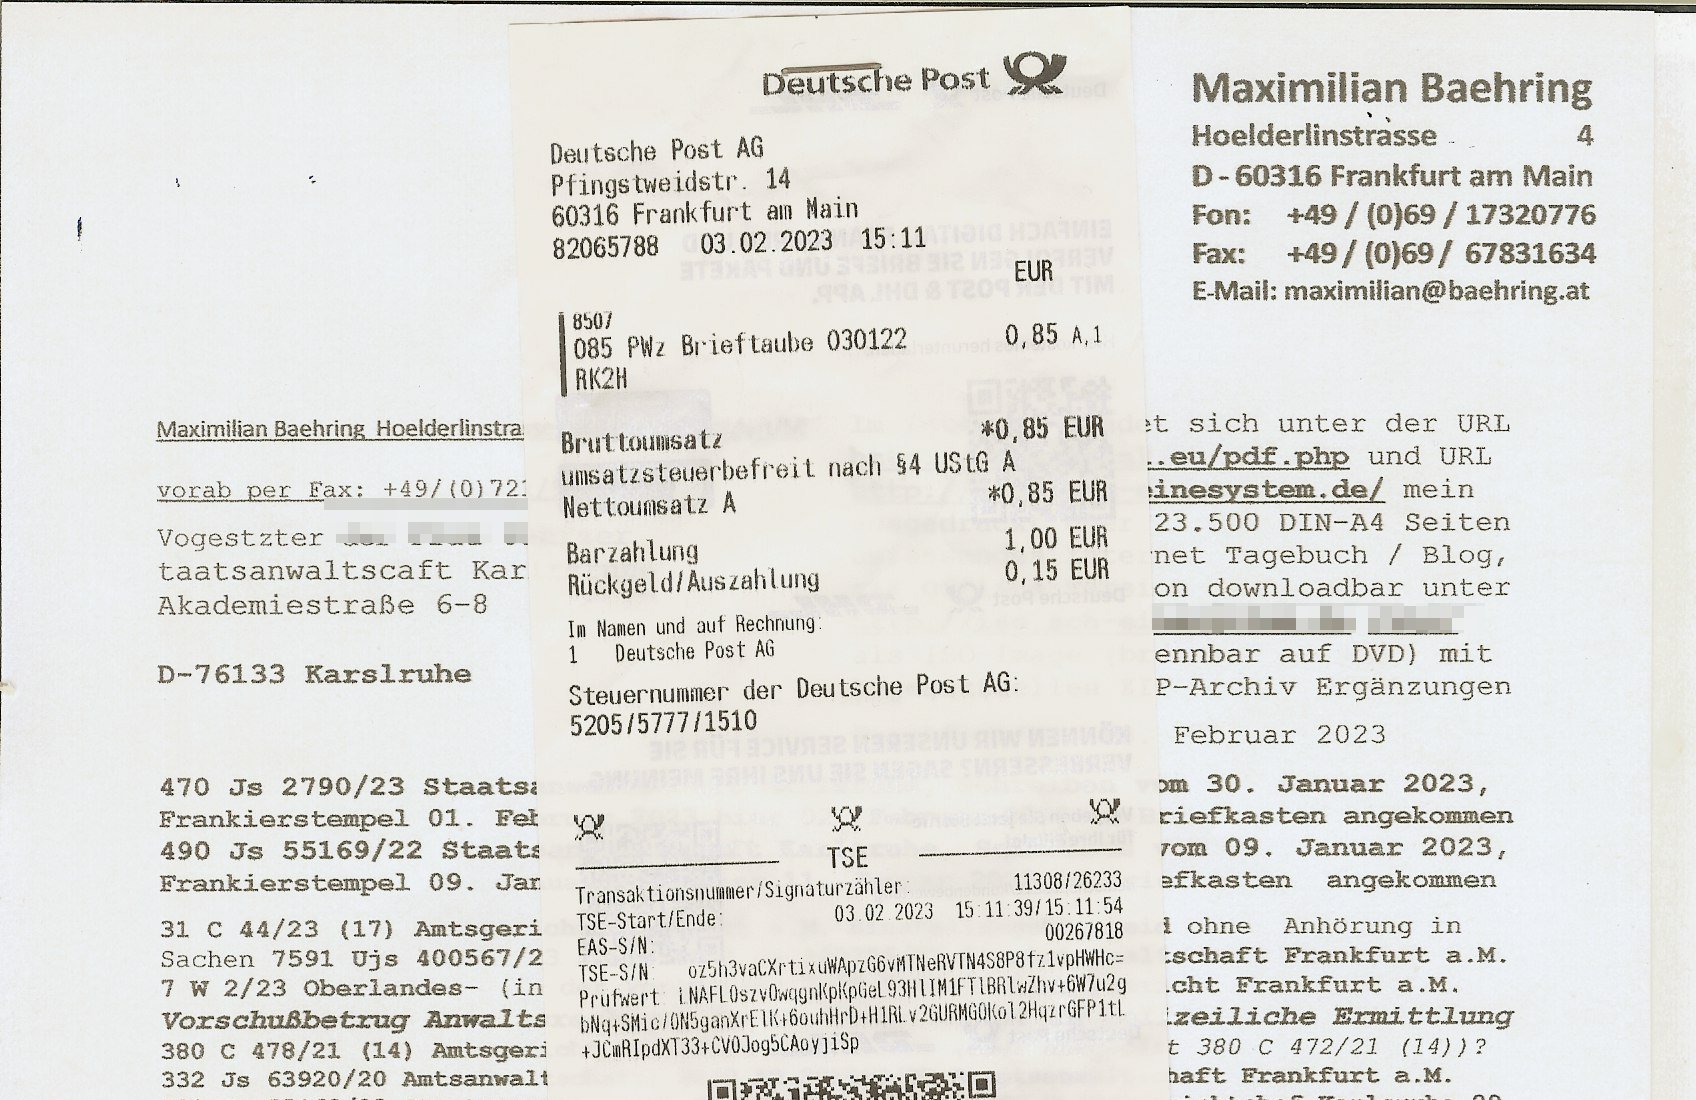 Deutsche Post
Deutsche Post AG
Pfingstweidstr. 14
60316 Frankfurt am Main
82065788 03.02.2023 15:11
EUR
8507
085 PWz Brieftaube 030122 0,85 A,1
RK2H
Bruttoumsatz *0,85 EUR
umsatzsteuerbefreit nach §4 UStG A
Nettoumsatz A *0,85 EUR
Barzahlung 1,00 EUR
Rückgeld/Auszahlung 0,15 EUR
Im Namen und auf Rechnung:
1 Deutsche Post AG
Steuernummer der Deutsche Post AG:
5205/5777/1510
TSE
Transaktionsnummer/Signaturzähler: 11308/26233
TSE-Start/Ende: 03.02.2023 15:11:39/15:11:54
EAS-S/N: 00267818
TSE-S/N: oz5h3vaCXrtixuWApzG6vMTNeRVTN4S8P8fz1vpHWHc=
Prüfwert: iNAFLOszvOwqgnKpKpGeL93HlIM1FTlBRlwZhv+6W7u2g
bNq+SMic/0N5ganXrElK+6ouhHrD+H1RLv2GURMGOKol2HqzrGFP1tL
+JCmRIpdXT33+CVOJog5CAoyjiSp
Maximilian Baehring
Hoelderlinstrasse 4
D - 60316 Frankfurt am Main
Fon: +49 / (0)69 / 17320776
Fax: +49 / (0)69 / 67831634
E-Mail: maximilian@baehring.at
Maximilian Baehring Hoelderlinstra
vorab per Fax: +49/(0)721
Vogestzter
taatsanwaltscaft Kar
Akademiestraße 6-8
D-76133 Karslruhe
et sich unter der URL
.eu/pdf.php und URL
einesystem.de/ mein
23.500 DIN-A4 Seiten
rnet Tagebuch / Blog,
on downloadbar unter
ennbar auf DVD) mit
P-Archiv Ergänzungen
Februar 2023
470 Js 2790/23 Staatsa om 30. Januar 2023,
Frankierstempel 01. Feb riefkasten angekommen
490 Js 55169/22 Staats vom 09. Januar 2023,
Frankierstempel 09. Jan efkasten angekommen
31 C 44/23 (17) Amtsgeri d ohne Anhörung in
Sachen 7591 Ujs 400567/2 tschaft Frankfurt a.M.
7 W 2/23 Oberlandes- (in icht Frankfurt a.M.
Vorschußbetrug Anwalts izeiliche Ermittlung
380 C 478/21 (14) Amtsgeri t 380 C 472/21 (14))?
332 Js 63920/20 Amtsanwalt haft Frankfurt a.M.